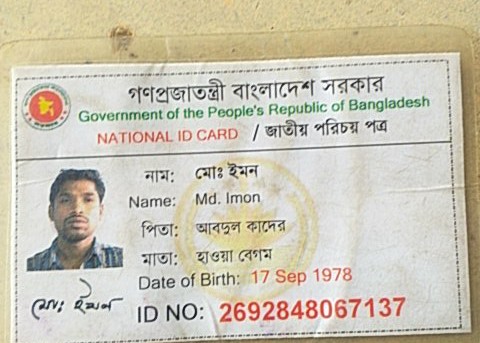 গণপ্রজাতন্ত্রী বাংলাদেশ সরকার
Government of the People's Republic of Bangladesh
NATIONAL ID CARD / জাতীয় পরিচয় পত্র
নাম: মোঃ ইমন
Name: Md. Imon
পিতা: আবদুল কাদের
মাতা: হাওয়া বেগম
Date of Birth: 17 Sep 1978
মোঃ ইমন
ID NO: 2692848067137